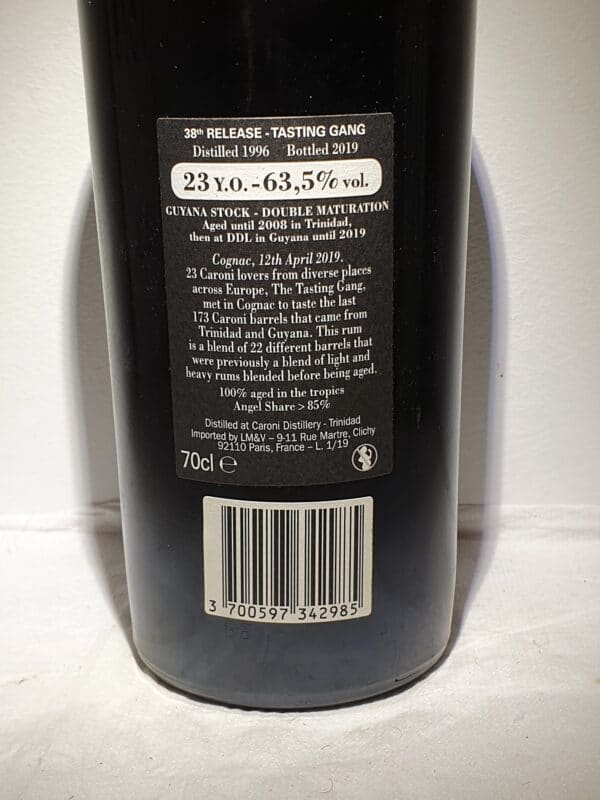 38th RELEASE - TASTING GANG
Distilled 1996 Bottled 2019
23 Y.O. - 63,5% vol.
GUYANA STOCK - DOUBLE MATURATION
Aged until 2008 in Trinidad,
then at DDL in Guyana until 2019
Cognac, 12th April 2019.
23 Caroni lovers from diverse places
across Europe, The Tasting Gang,
met in Cognac to taste the last
173 Caroni barrels that came from
Trinidad and Guyana. This rum
is a blend of 22 different barrels that
were previously a blend of light and
heavy rums blended before being aged.
100% aged in the tropics
Angel Share > 85%
Distilled at Caroni Distillery - Trinidad
Imported by LM&V – 9-11 Rue Martre, Clichy
92110 Paris, France – L. 1/19
70cl ℮
3 700597 342985